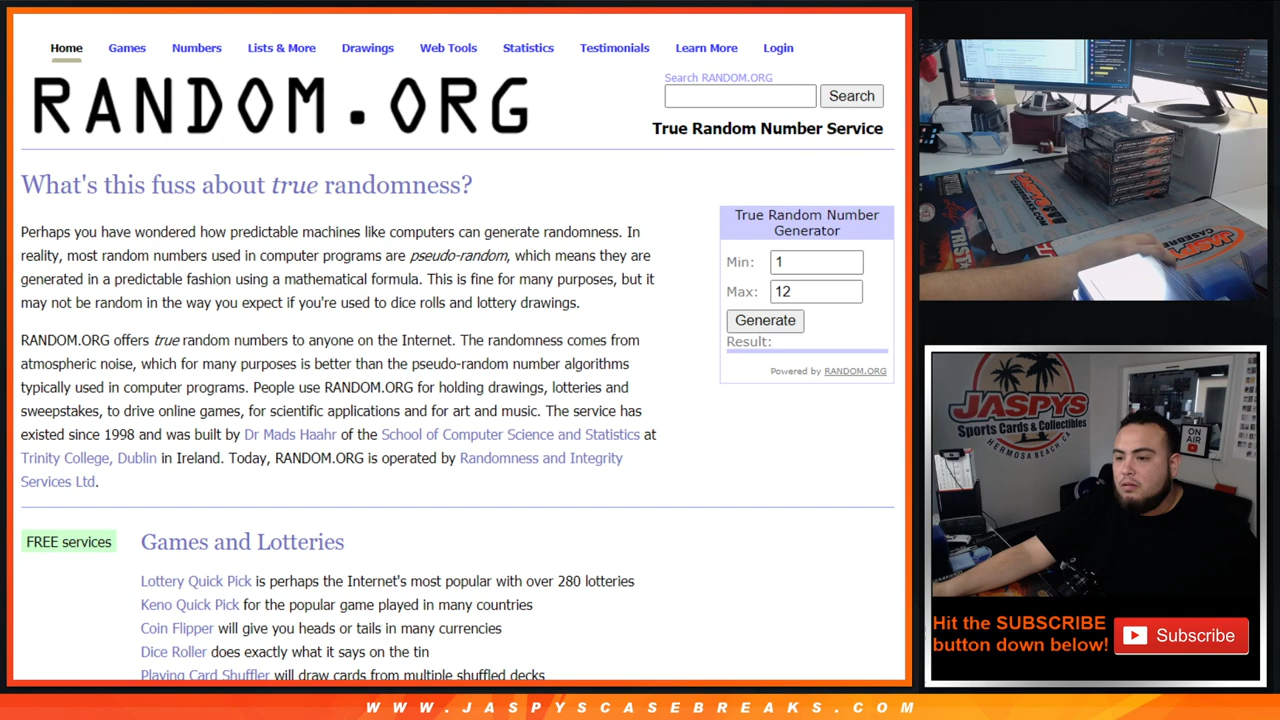 Home Games Numbers Lists & More Drawings Web Tools Statistics Testimonials Learn More Login
RANDOM.ORG
Search RANDOM.ORG
Search
True Random Number Service
What's this fuss about true randomness?
Perhaps you have wondered how predictable machines like computers can generate randomness. In
reality, most random numbers used in computer programs are pseudo-random, which means they are
generated in a predictable fashion using a mathematical formula. This is fine for many purposes, but it
may not be random in the way you expect if you're used to dice rolls and lottery drawings.
RANDOM.ORG offers true random numbers to anyone on the Internet. The randomness comes from
atmospheric noise, which for many purposes is better than the pseudo-random number algorithms
typically used in computer programs. People use RANDOM.ORG for holding drawings, lotteries and
sweepstakes, to drive online games, for scientific applications and for art and music. The service has
existed since 1998 and was built by Dr Mads Haahr of the School of Computer Science and Statistics at
Trinity College, Dublin in Ireland. Today, RANDOM.ORG is operated by Randomness and Integrity
Services Ltd.
True Random Number
Generator
Min: 1
Max: 12
Generate
Result:
Powered by RANDOM.ORG
FREE services
Games and Lotteries
Lottery Quick Pick is perhaps the Internet's most popular with over 280 lotteries
Keno Quick Pick for the popular game played in many countries
Coin Flipper will give you heads or tails in many currencies
Dice Roller does exactly what it says on the tin
Playing Card Shuffler will draw cards from multiple shuffled decks
JASPYS
CASEBREAKS.COM
JASPYS
Sports Cards & Collectibles
HERMOSA BEACH, CA
ON
AIR
Hit the SUBSCRIBE
button down below!
Subscribe
WWW.JASPYSCASEBREAKS.COM